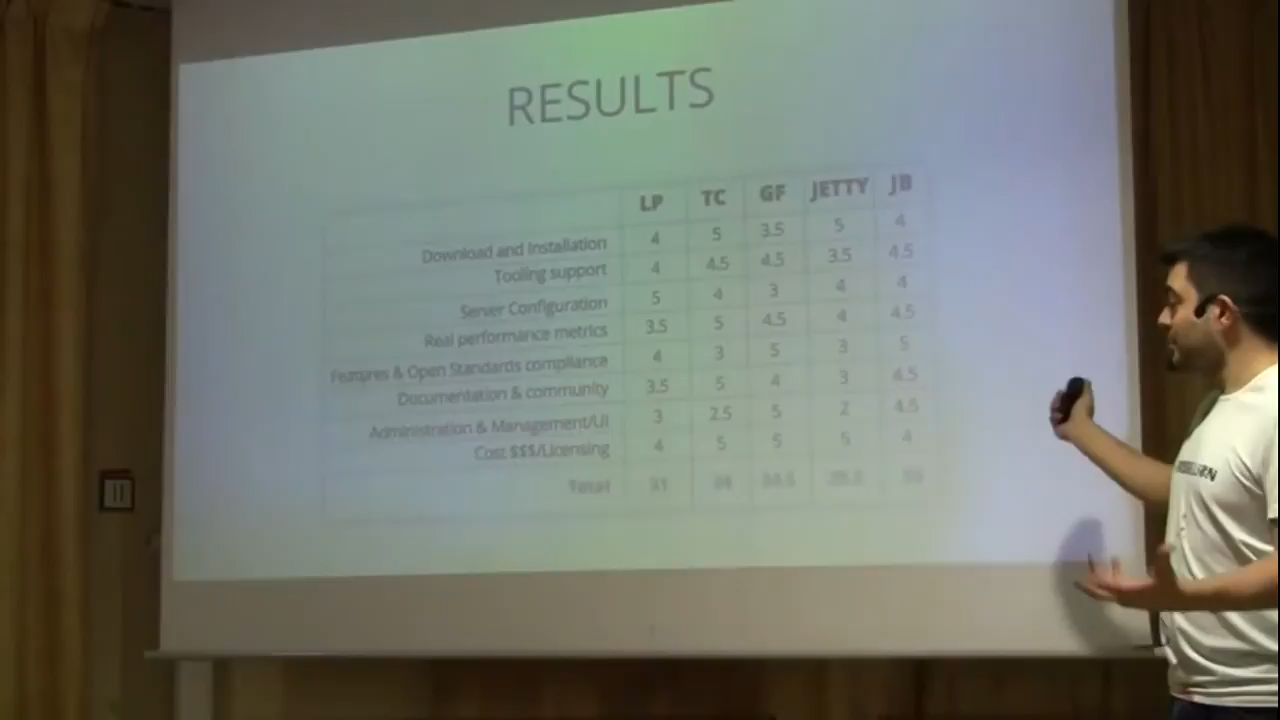 RESULTS
LP TC GF JETTY JB
Download and Installation 4 5 3.5 5 4
Tooling support 4 4.5 4.5 3.5 4.5
Server Configuration 5 4 3 4 4
Real performance metrics 3.5 5 4.5 4 4.5
Features & Open Standards compliance 4 3 5 3 5
Documentation & community 3.5 5 4 3 4.5
Administration & Management/UI 3 2.5 5 2 4.5
Cost $$$/Licensing 4 5 5 5 4
Total 31